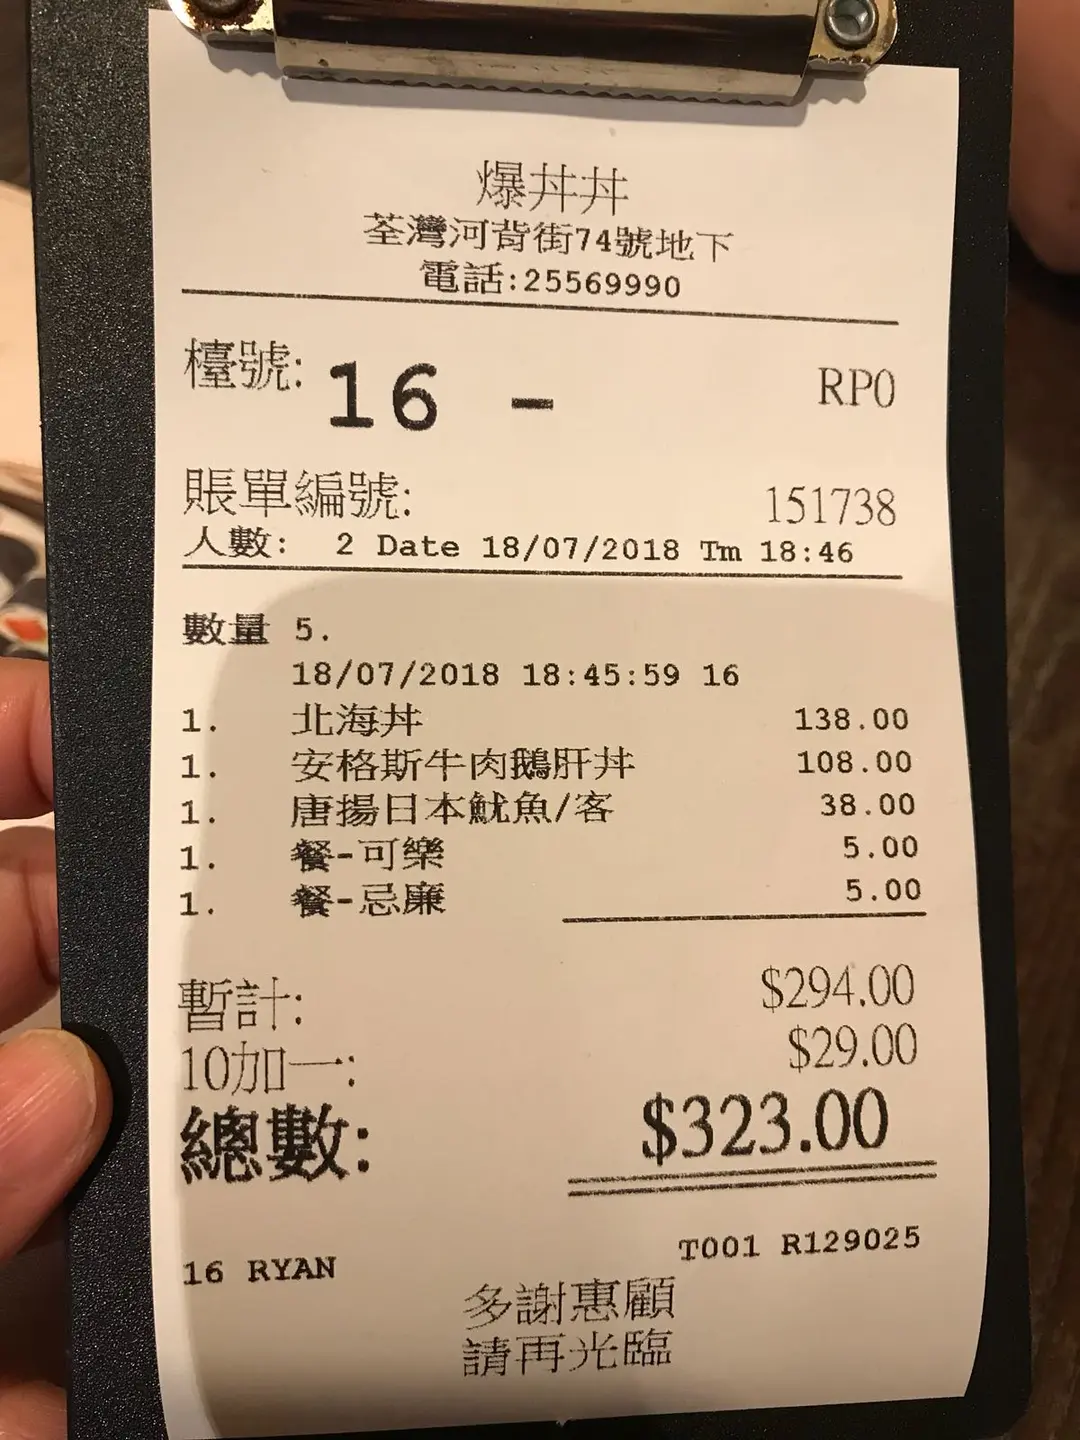 爆丼丼
荃灣河背街74號地下
電話:25569990
檯號: 16 - RP0
賬單編號: 151738
人數: 2 Date 18/07/2018 Tm 18:46
數量 5.
18/07/2018 18:45:59 16
1. 北海丼 138.00
1. 安格斯牛肉鵝肝丼 108.00
1. 唐揚日本魷魚/客 38.00
1. 餐-可樂 5.00
1. 餐-忌廉 5.00
暫計: $294.00
10加一: $29.00
總數: $323.00
16 RYAN T001 R129025
多謝惠顧
請再光臨